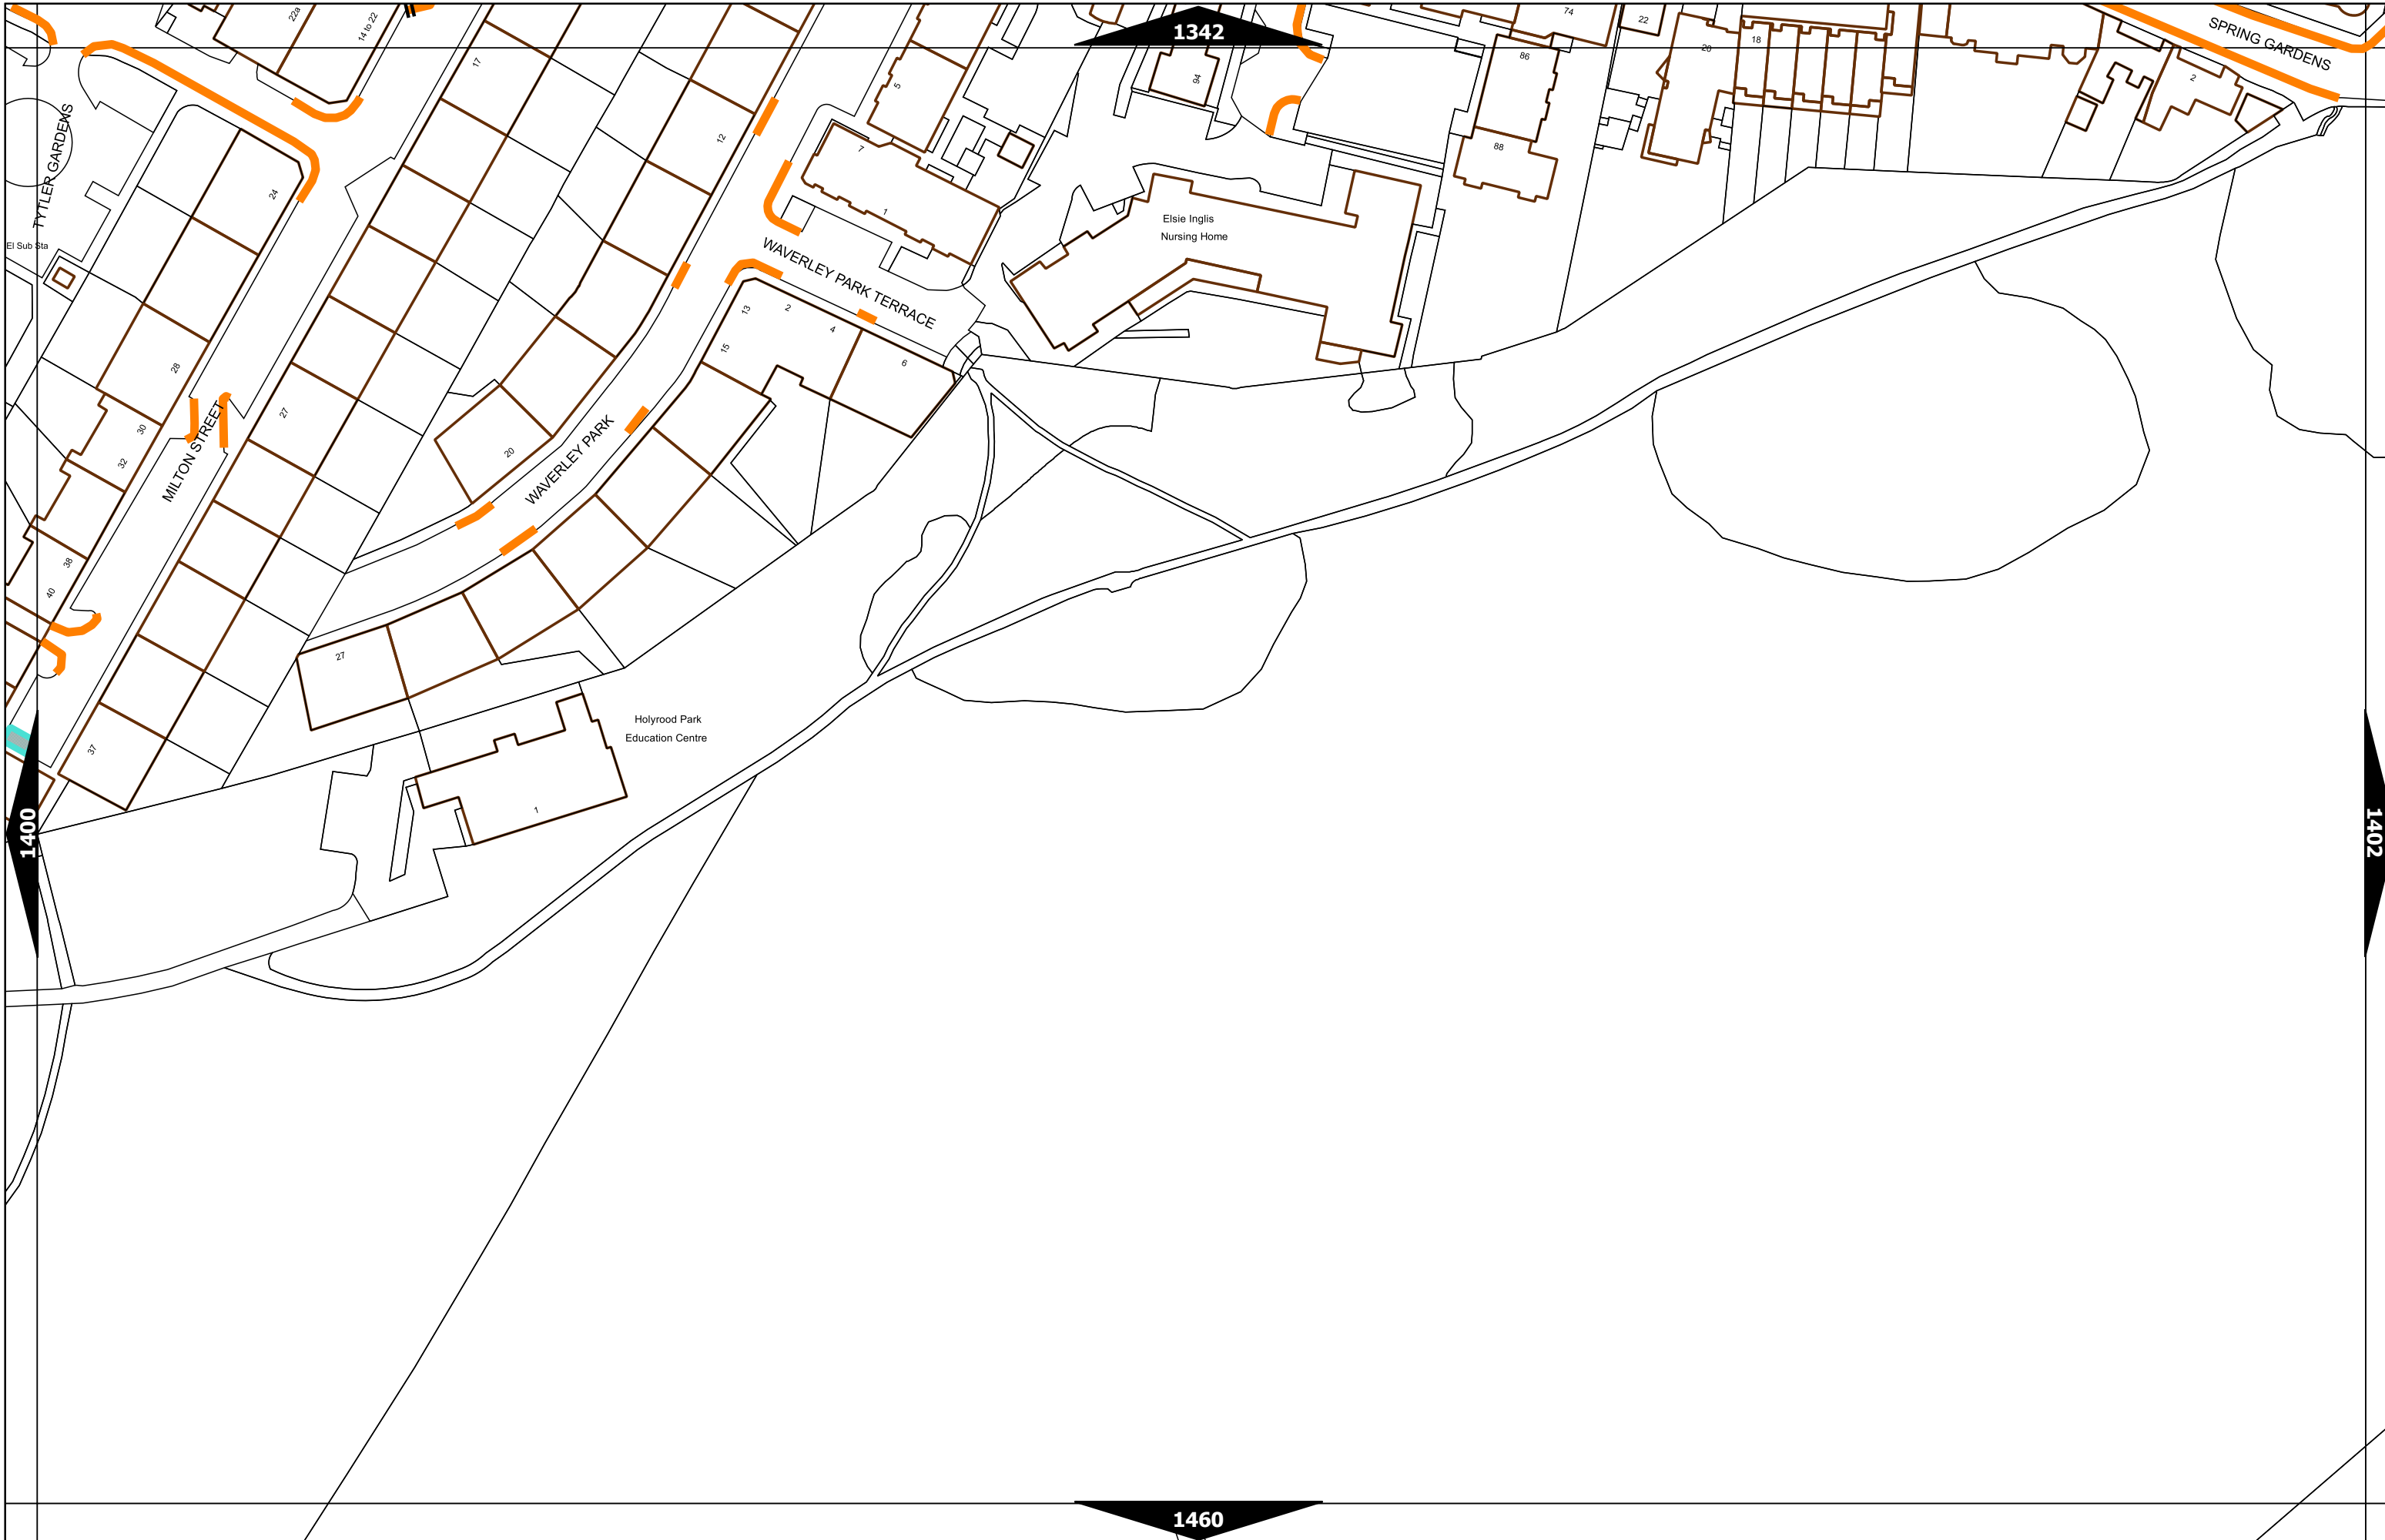 22a
14 to 22
17
12
5
1342
94
74
22
86
20
18
SPRING GARDENS
2
TYTLER GARDENS
24
7
1
88
Elsie Inglis
Nursing Home
El Sub Sta
WAVERLEY PARK TERRACE
13
2
4
6
15
28
27
30
32
MILTON STREET
20
WAVERLEY PARK
38
40
27
37
Holyrood Park
Education Centre
1
1400
1402
1460